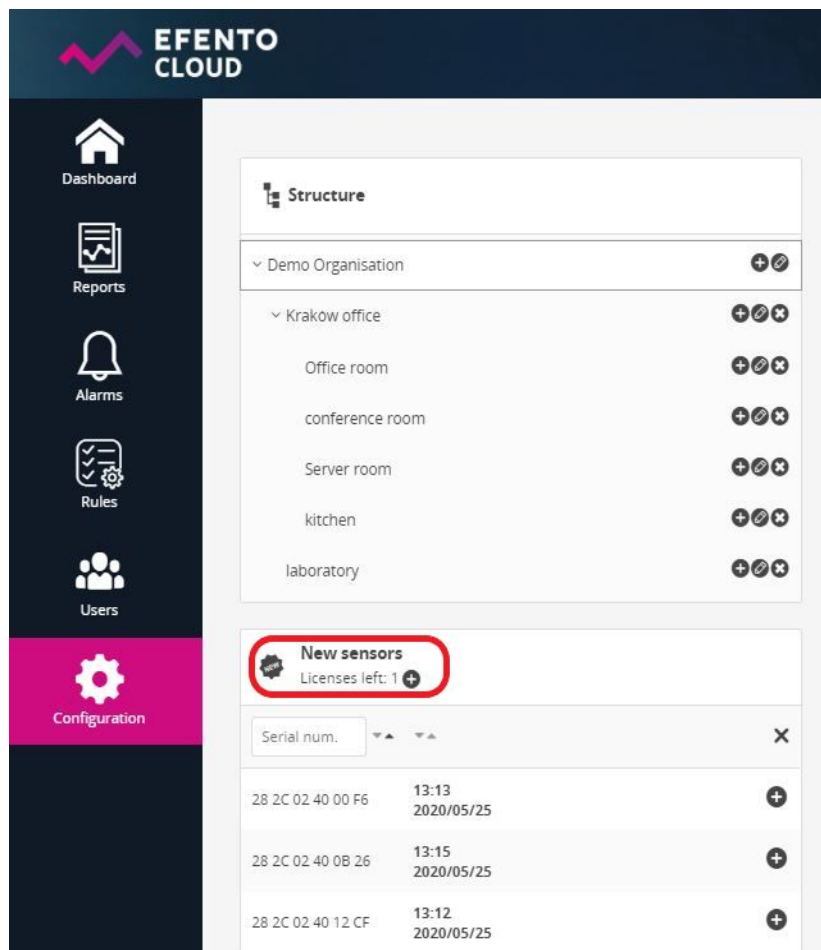 EFENTO
CLOUD
Dashboard
Reports
Alarms
Rules
Users
Configuration
Structure
Demo Organisation
Kraków office
Office room
conference room
Server room
kitchen
laboratory
NEW
New sensors
Licenses left: 1
Serial num.
28 2C 02 40 00 F6
13:13
2020/05/25
28 2C 02 40 0B 26
13:15
2020/05/25
28 2C 02 40 12 CF
13:12
2020/05/25